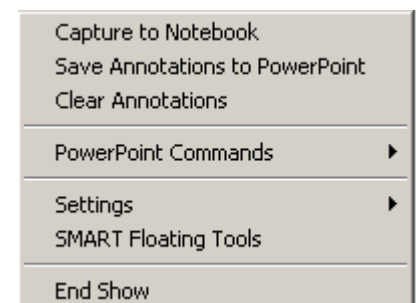 Capture to Notebook
Save Annotations to PowerPoint
Clear Annotations
PowerPoint Commands
Settings
SMART Floating Tools
End Show